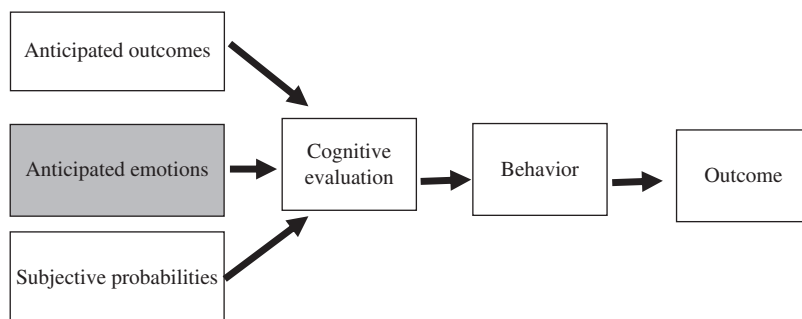 Anticipated outcomes
Anticipated emotions
Subjective probabilities
Cognitive
evaluation
Behavior
Outcome